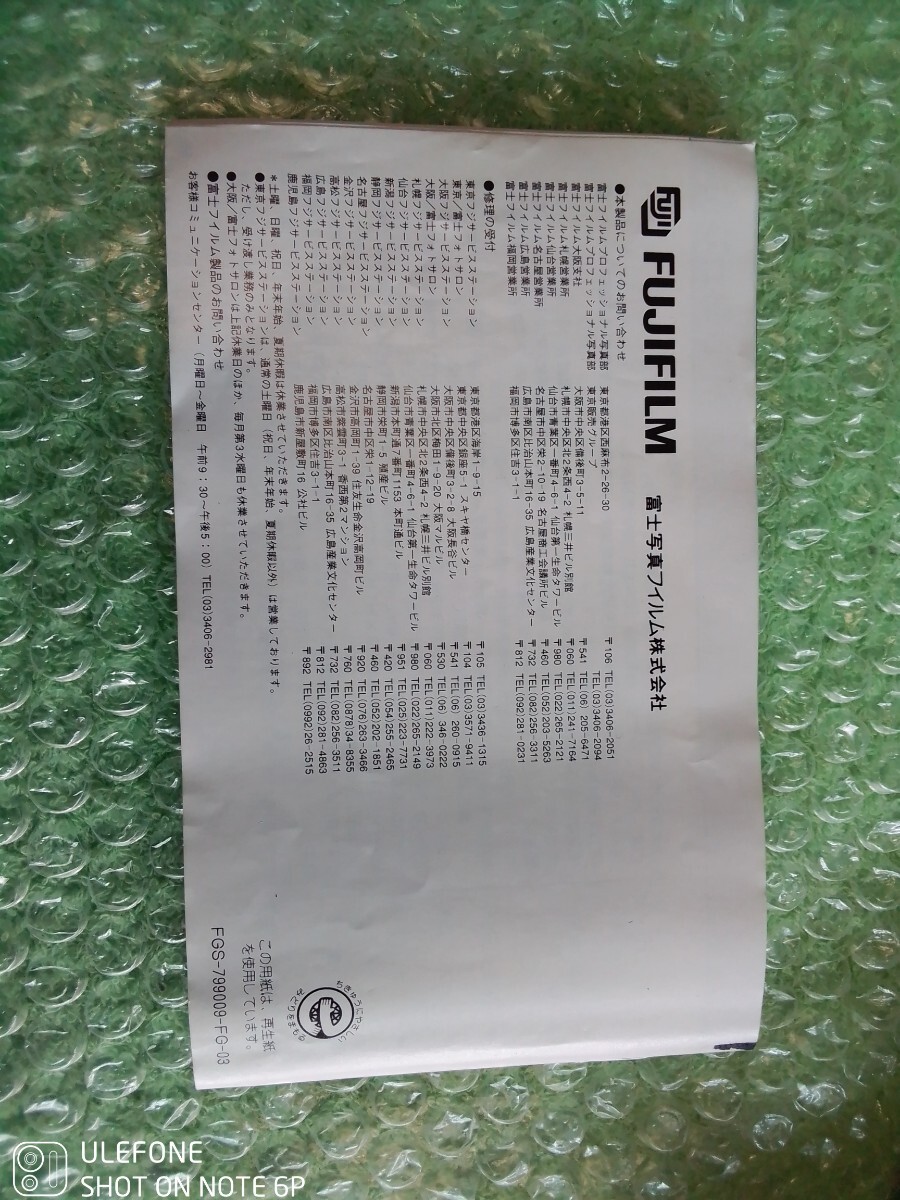 FUJIFILM 富士写真フイルム株式会社
●本製品についてのお問い合わせ
富士フイルムプロフェッショナル写真部 東京都港区西麻布2-26-30 〒106 TEL(03)3406-2051
富士フイルムプロフェッショナル写真部 東京販売グループ TEL(03)3406-2094
富士フイルム大阪支社 大阪市中央区備後町3-5-11 〒541 TEL(06) 205-6471
富士フイルム札幌営業所 札幌市中央区北2条西4-2 札幌三井ビル別館 〒060 TEL(011)241-7164
富士フイルム仙台営業所 仙台市青葉区一番町4-6-1 仙台第一生命タワービル 〒980 TEL(022)265-2121
富士フイルム名古屋営業所 名古屋市中区栄2-10-19 名古屋商工会議所ビル 〒460 TEL(052)203-5263
富士フイルム広島営業所 広島市南区比治山本町16-35 広島産業文化センター 〒732 TEL(082)256-3311
富士フイルム福岡営業所 福岡市博多区住吉3-1-1 〒812 TEL(092)281-0231
●修理の受付
東京フジサービスステーション 東京都港区海岸1-9-15 〒105 TEL(03)3436-1315
東京/富士フォトサロン 東京都中央区銀座5-1 スキヤ橋センター 〒104 TEL(03)3571-9411
大阪フジサービスステーション 大阪市中央区備後町3-2-8 大阪長谷ビル 〒541 TEL(06) 260-0915
大阪/富士フォトサロン 大阪市北区梅田1-9-20 大阪マルビル 〒530 TEL(06) 346-0222
札幌フジサービスステーション 札幌市中央区北2条西4-2 札幌三井ビル別館 〒060 TEL(011)222-3973
仙台フジサービスステーション 仙台市青葉区一番町4-6-1 仙台第一生命タワービル 〒980 TEL(022)265-2149
新潟フジサービスステーション 新潟市本町通7番町1153 本町通ビル 〒951 TEL(025)223-7731
静岡フジサービスステーション 静岡市栄町1-5 殖産ビル 〒420 TEL(054)255-2465
名古屋フジサービスステーション 名古屋市中区栄1-12-19 〒460 TEL(052)202-1851
金沢フジサービスステーション 金沢市高岡町1-39 住友生命金沢高岡町ビル 〒920 TEL(076)263-3466
高松フジサービスステーション 高松市紫雲町3-1 香西第2マンション 〒760 TEL(0878)34-8355
広島フジサービスステーション 広島市南区比治山本町16-35 広島産業文化センター 〒732 TEL(082)256-3511
福岡フジサービスステーション 福岡市博多区住吉3-1-1 〒812 TEL(092)281-4863
鹿児島フジサービスステーション 鹿児島市新屋敷町16 公社ビル 〒892 TEL(0992)26-2515
*土曜、日曜、祝日、年末年始、夏期休暇は休業させていただきます。
●東京フジサービスステーションは、通常の土曜日(祝日、年末年始、夏期休暇以外)は営業しております。
ただし、受け渡し業務のみとなります。
●大阪/富士フォトサロンは上記休業日のほか、毎月第3水曜日も休業させていただきます。
●富士フイルム製品のお問い合わせ
お客様コミュニケーションセンター (月曜日〜金曜日 午前9:30〜午後5:00) TEL(03)3406-2981
ちきゅうにやさしい
みどりをまもる
この用紙は、再生紙
を使用しています。
FGS-799009-FG-03
ULEFONE
SHOT ON NOTE 6P